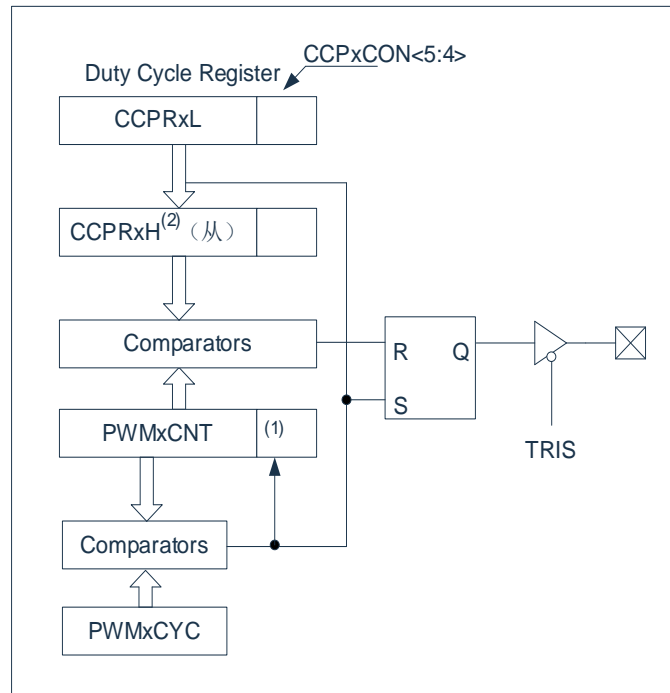 CCPxCON<5:4>
Duty Cycle Register
CCPRxL
CCPRxH(2)（从）
Comparators
R Q
S
PWMxCNT (1)
TRIS
Comparators
PWMxCYC